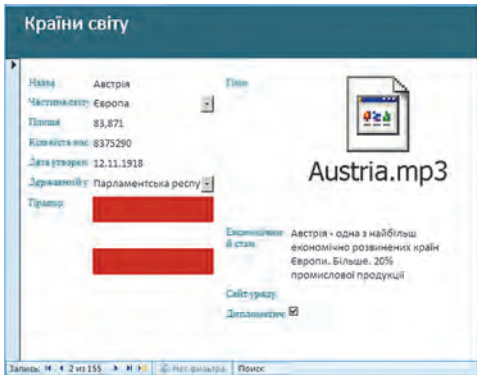 Країни світу
Назва Австрія
Частина світу Європа
Площа 83,871
Кількість нас 8375290
Дата утворен 12.11.1918
Державний у Парламентська респу
Прапор
Гімн
Austria.mp3
Економічни
й стан
Австрія - одна з найбільш
економічно розвинених країн
Європи. Більше. 20%
промислової продукції
Сайт уряду
Дипломатич
Запись: 2 из 155 Нет фильтра Поиск